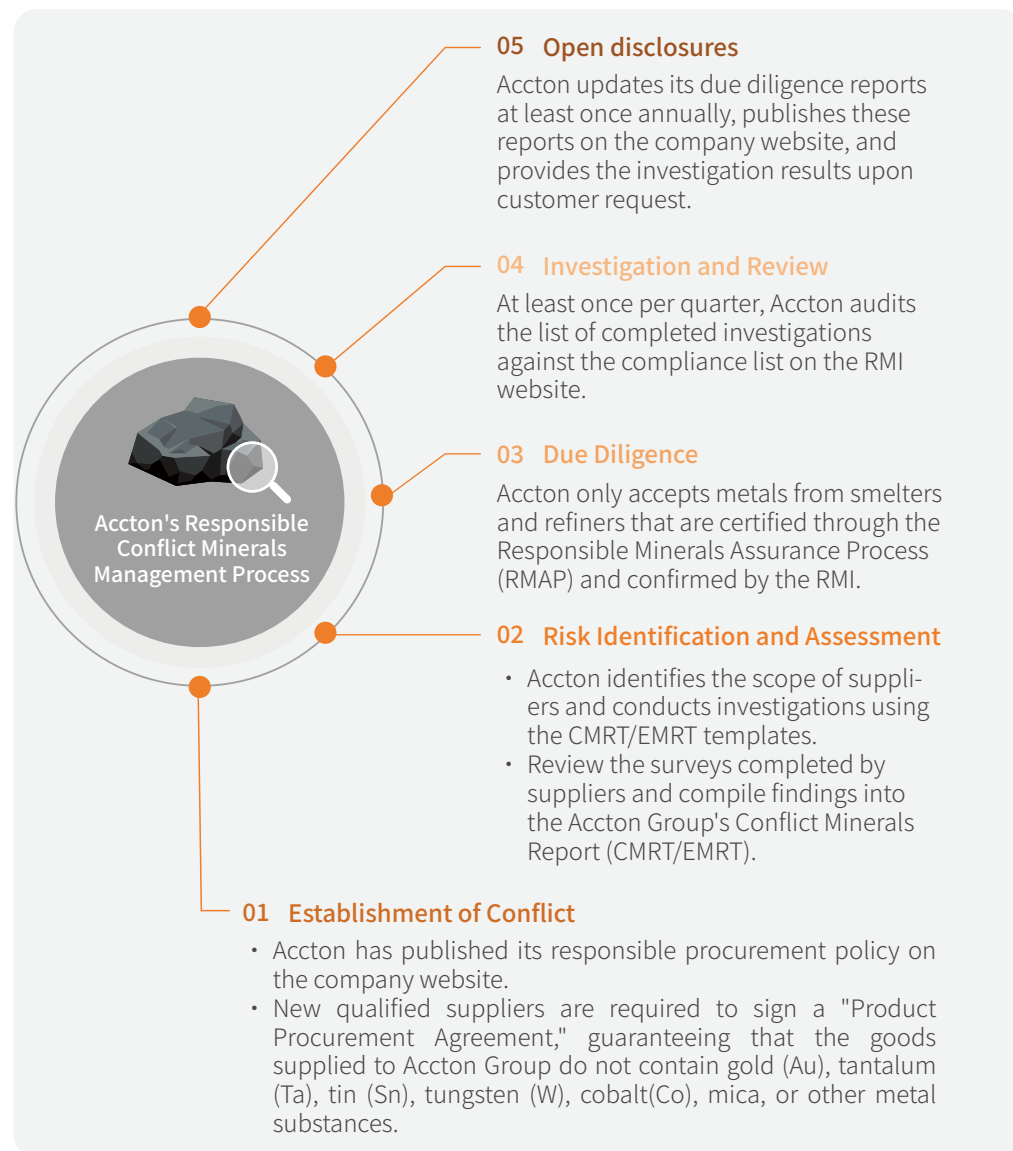 05 Open disclosures
Accton updates its due diligence reports
at least once annually, publishes these
reports on the company website, and
provides the investigation results upon
customer request.
04 Investigation and Review
At least once per quarter, Accton audits
the list of completed investigations
against the compliance list on the RMI
website.
03 Due Diligence
Accton only accepts metals from smelters
and refiners that are certified through the
Responsible Minerals Assurance Process
(RMAP) and confirmed by the RMI.
Accton's Responsible
Conflict Minerals
Management Process
02 Risk Identification and Assessment
・ Accton identifies the scope of suppli-
ers and conducts investigations using
the CMRT/EMRT templates.
・ Review the surveys completed by
suppliers and compile findings into
the Accton Group's Conflict Minerals
Report (CMRT/EMRT).
01 Establishment of Conflict
・ Accton has published its responsible procurement policy on
the company website.
・ New qualified suppliers are required to sign a "Product
Procurement Agreement," guaranteeing that the goods
supplied to Accton Group do not contain gold (Au), tantalum
(Ta), tin (Sn), tungsten (W), cobalt(Co), mica, or other metal
substances.